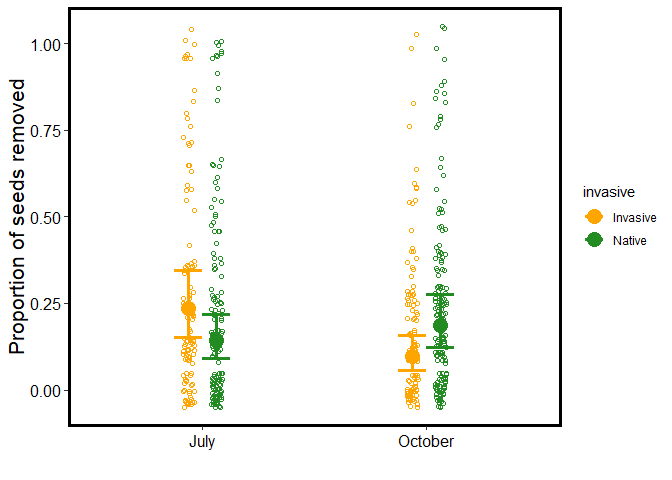 Proportion of seeds removed
1.00
0.75
0.50
0.25
0.00
July
October
invasive
Invasive
Native